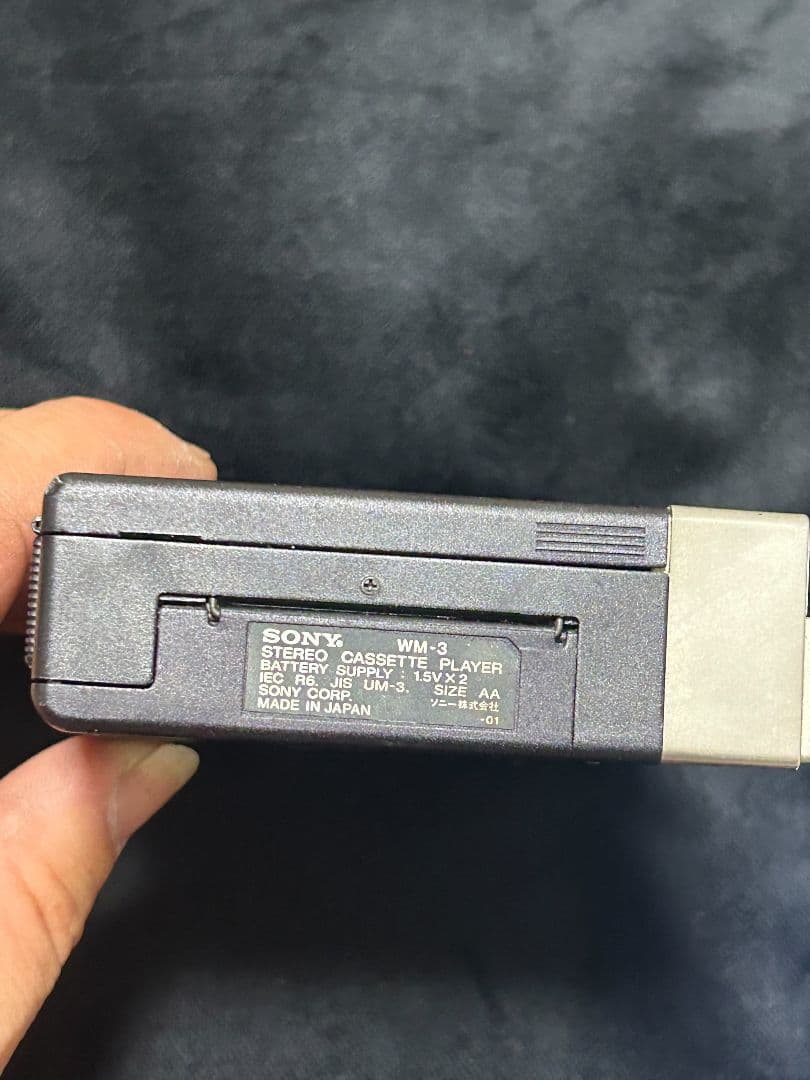 SONY® WM-3
STEREO CASSETTE PLAYER
BATTERY SUPPLY : 1.5V X 2
IEC R6. JIS UM-3. SIZE AA
SONY CORP. ソニー株式会社
MADE IN JAPAN -01